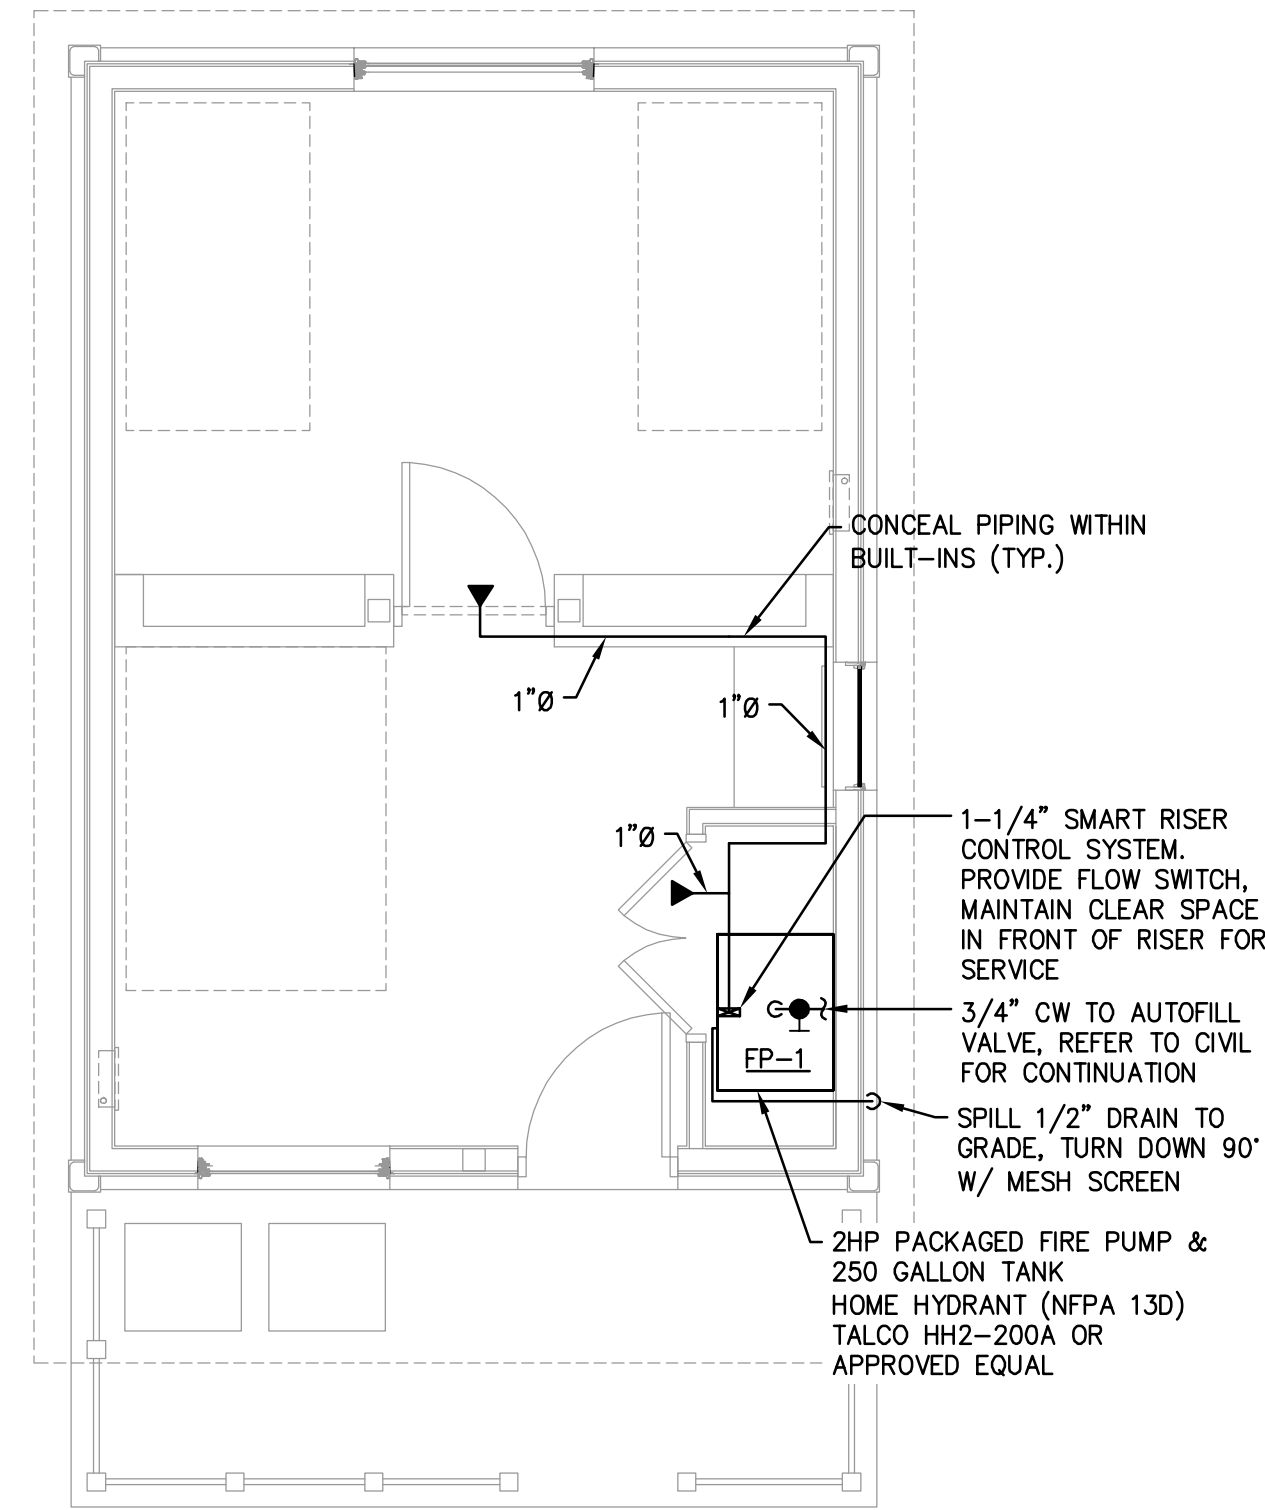 CONCEAL PIPING WITHIN
BUILT-INS (TYP.)
1"Ø
1"Ø
1"Ø
1-1/4" SMART RISER
CONTROL SYSTEM.
PROVIDE FLOW SWITCH,
MAINTAIN CLEAR SPACE
IN FRONT OF RISER FOR
SERVICE
3/4" CW TO AUTOFILL
VALVE, REFER TO CIVIL
FOR CONTINUATION
FP-1
SPILL 1/2" DRAIN TO
GRADE, TURN DOWN 90°
W/ MESH SCREEN
2HP PACKAGED FIRE PUMP &
250 GALLON TANK
HOME HYDRANT (NFPA 13D)
TALCO HH2-200A OR
APPROVED EQUAL